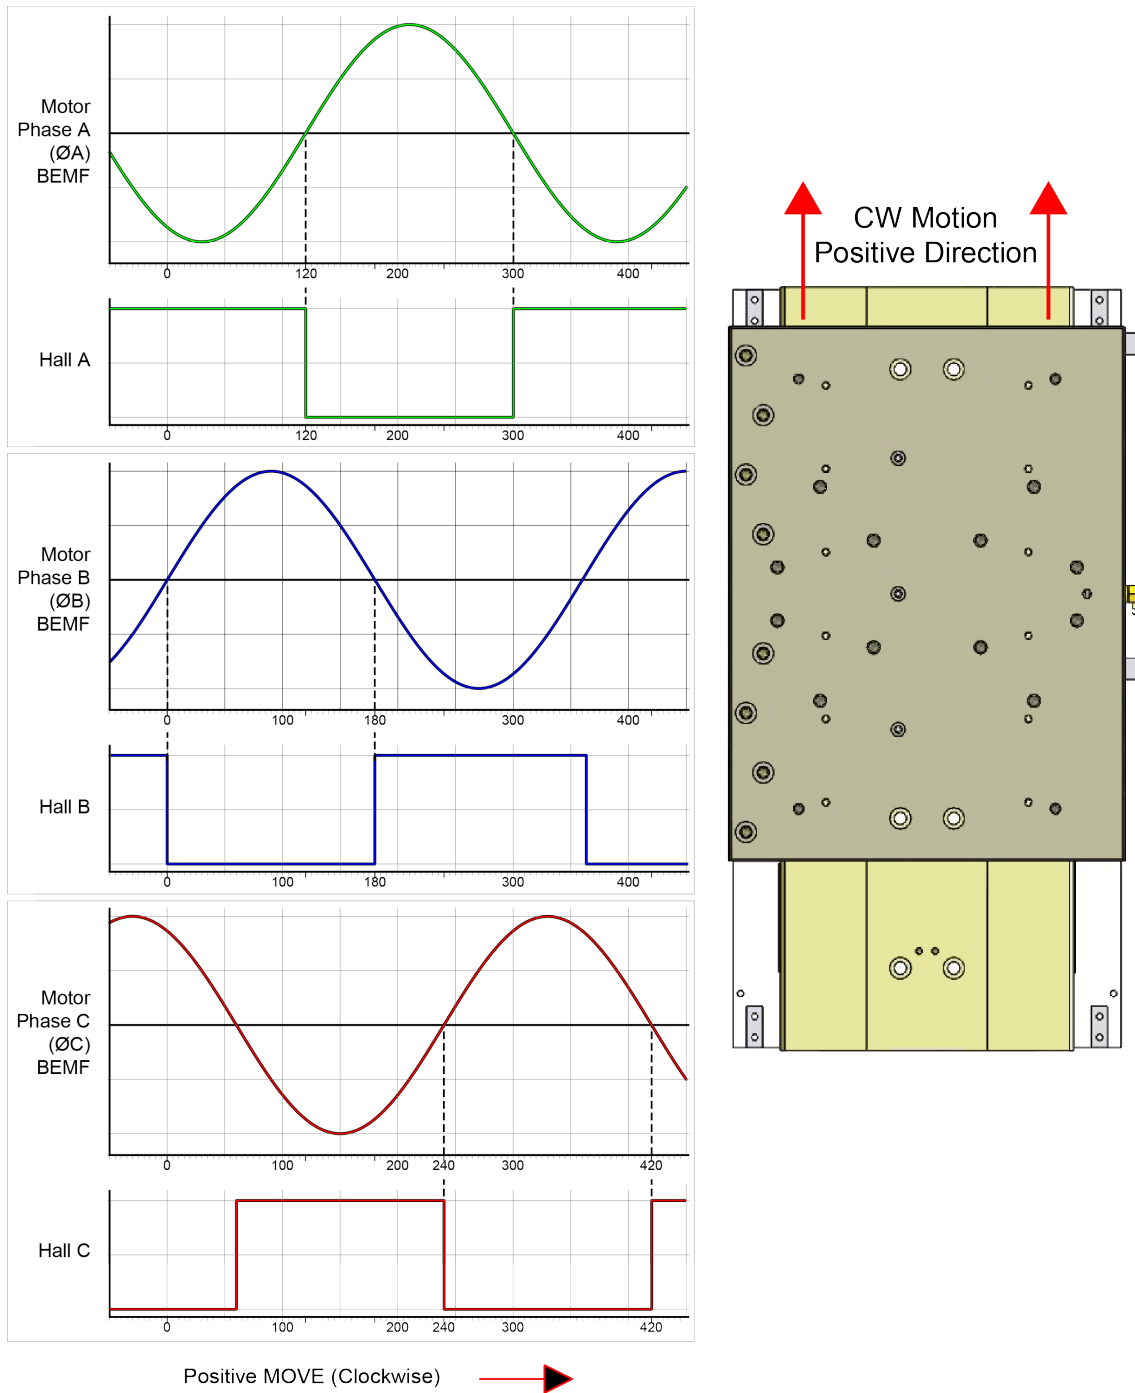 Motor
Phase A
(ØA)
BEMF
0 120 200 300 400
Hall A
0 120 200 300 400
Motor
Phase B
(ØB)
BEMF
0 100 180 300 400
Hall B
0 100 180 300 400
Motor
Phase C
(ØC)
BEMF
0 100 200 240 300 420
Hall C
0 100 200 240 300 420
Positive MOVE (Clockwise)
CW Motion
Positive Direction